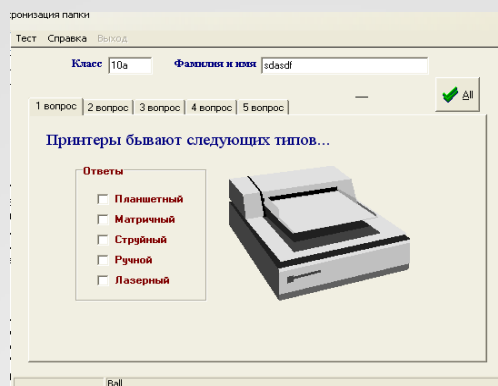 хронизация папки
Тест Справка Выход
Класс 10а Фамилия и имя sdasdf
All
1 вопрос 2 вопрос 3 вопрос 4 вопрос 5 вопрос
Принтеры бывают следующих типов...
Ответы
Планшетный
Матричный
Струйный
Ручной
Лазерный
Ball